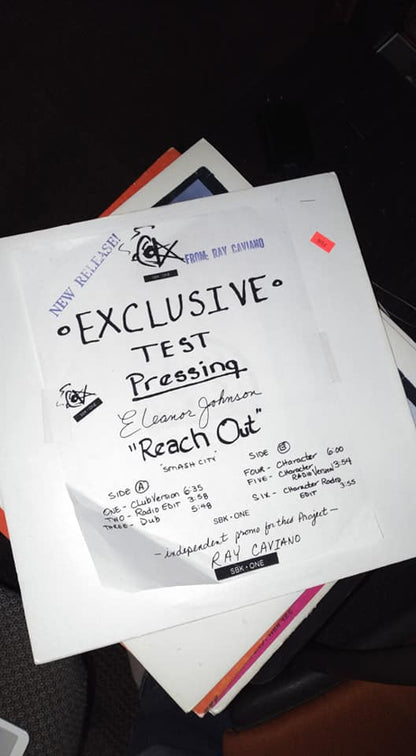 NEW RELEASE!
FROM: RAY CAVIANO
SBK • ONE
• EXCLUSIVE •
TEST
Pressing
SBK • ONE
Eleanor Johnson
"Reach Out"
"SMASH CITY"
SIDE A
ONE - Club Version 6:35
TWO - Radio EDIT 3:58
THREE - Dub 5:48
SIDE B
FOUR - CHaracter 6:00
FIVE - CHaracter RADIO Version 3:54
SIX - Character Radio EDIT 3:55
SBK • ONE
- independent promo for this Project -
RAY CAVIANO
SBK • ONE